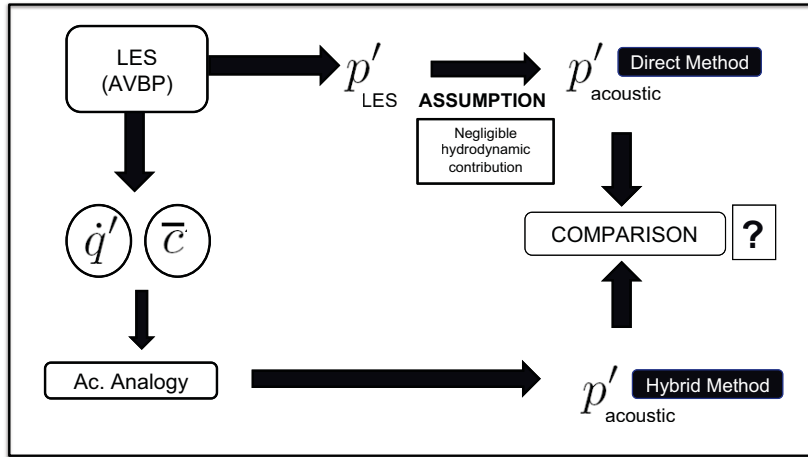 LES
(AVBP)
p′
LES
ASSUMPTION
Negligible
hydrodynamic
contribution
p′
acoustic
Direct Method
q̇′
c̅
COMPARISON
?
Ac. Analogy
p′
acoustic
Hybrid Method